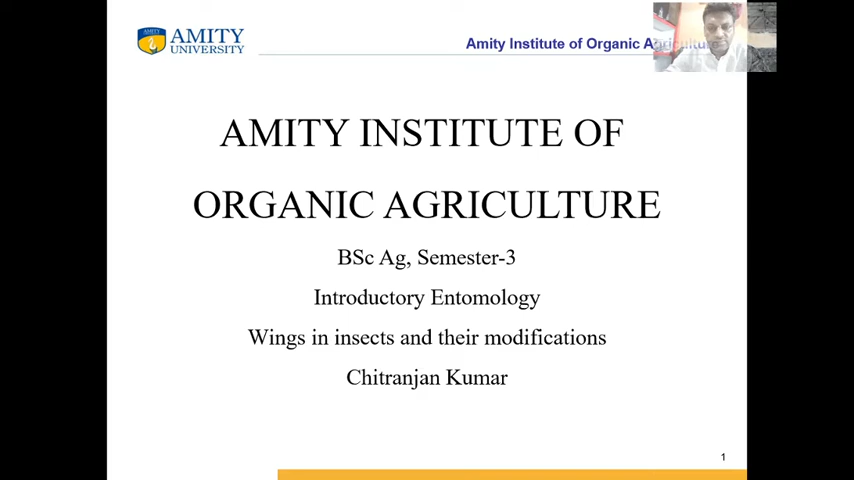 AMITY
UNIVERSITY
Amity Institute of Organic Agriculture
AMITY INSTITUTE OF
ORGANIC AGRICULTURE
BSc Ag, Semester-3
Introductory Entomology
Wings in insects and their modifications
Chitranjan Kumar
1